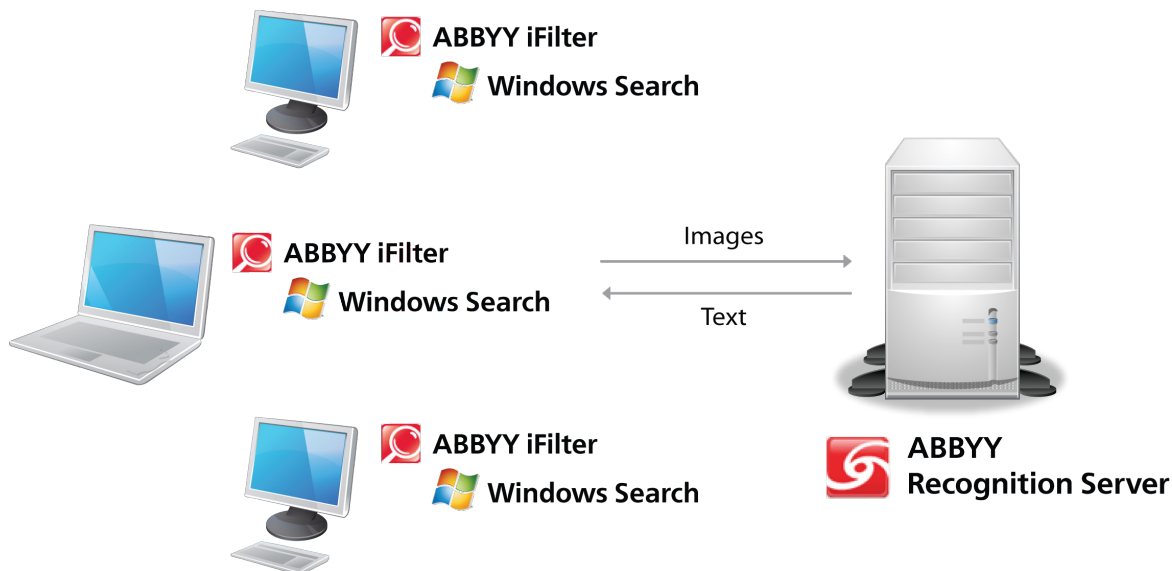 ABBYY iFilter
Windows Search
ABBYY iFilter
Windows Search
Images
Text
ABBYY iFilter
Windows Search
ABBYY
Recognition Server